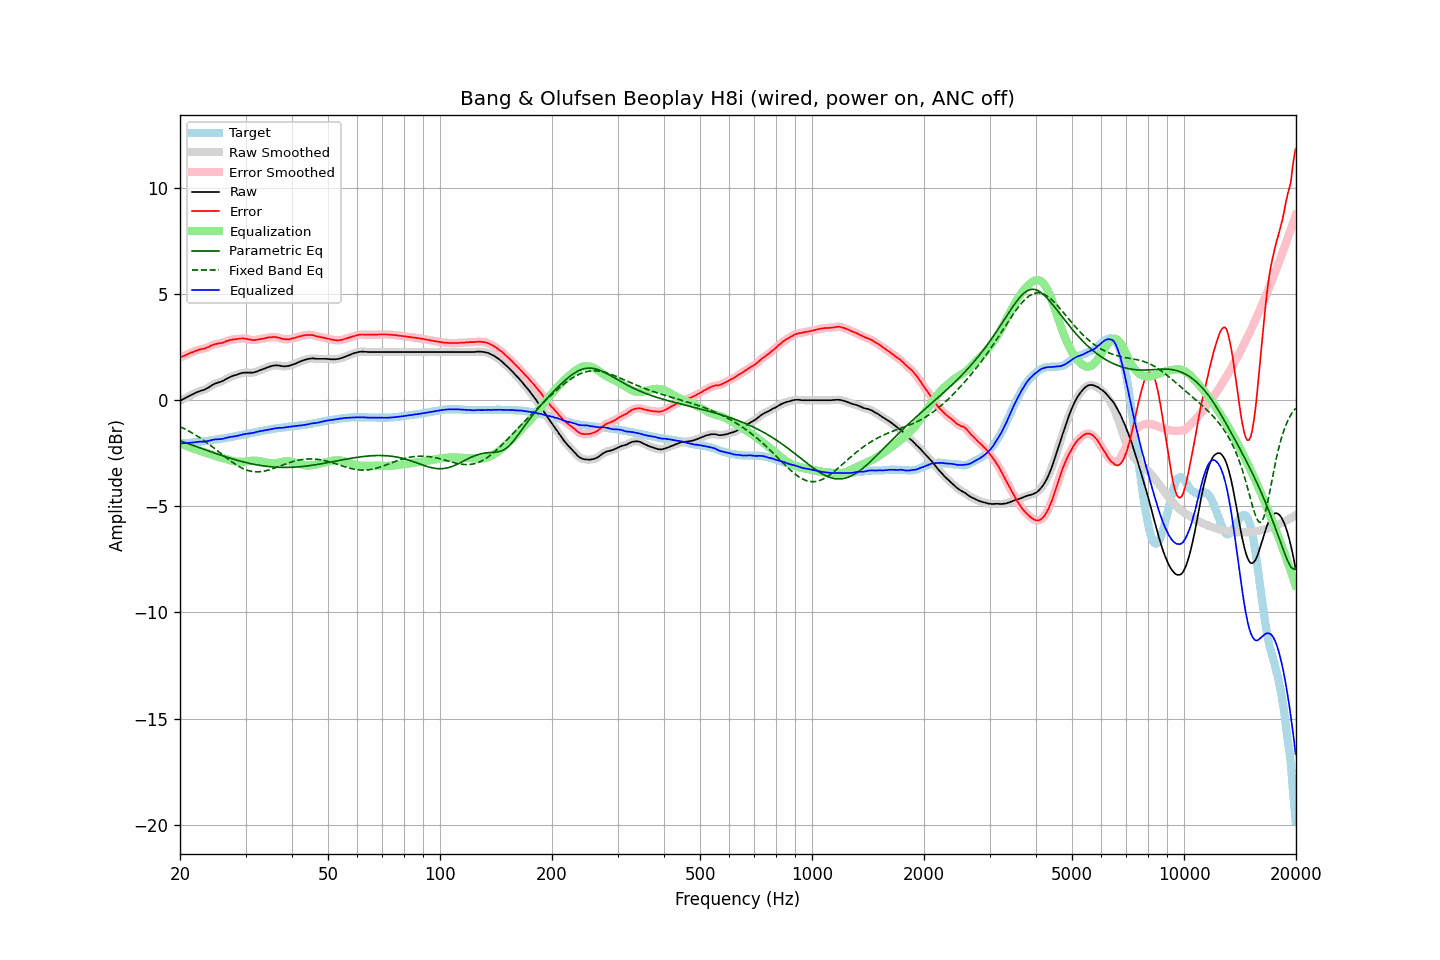 Bang & Olufsen Beoplay H8i (wired, power on, ANC off)
Target
Raw Smoothed
Error Smoothed
Raw
Error
Equalization
Parametric Eq
Fixed Band Eq
Equalized
Amplitude (dBr)
10
5
0
−5
−10
−15
−20
20 50 100 200 500 1000 2000 5000 10000 20000
Frequency (Hz)